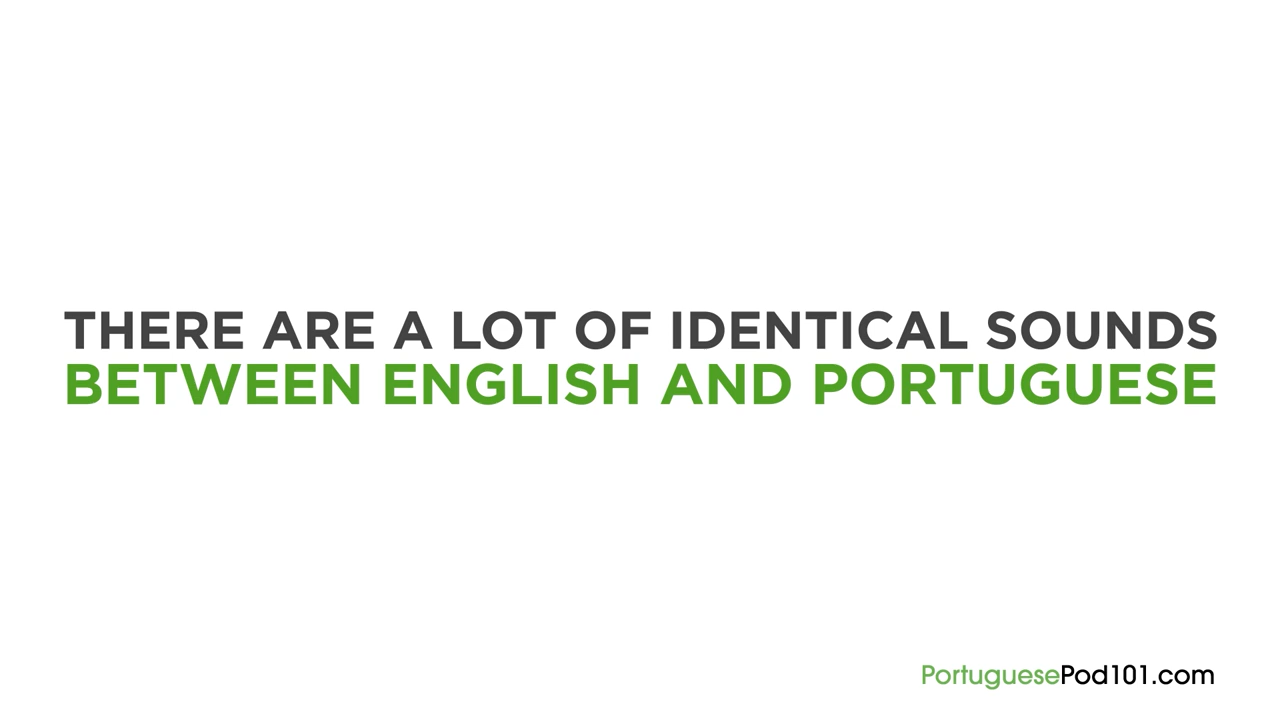 THERE ARE A LOT OF IDENTICAL SOUNDS
BETWEEN ENGLISH AND PORTUGUESE
PortuguesePod101.com